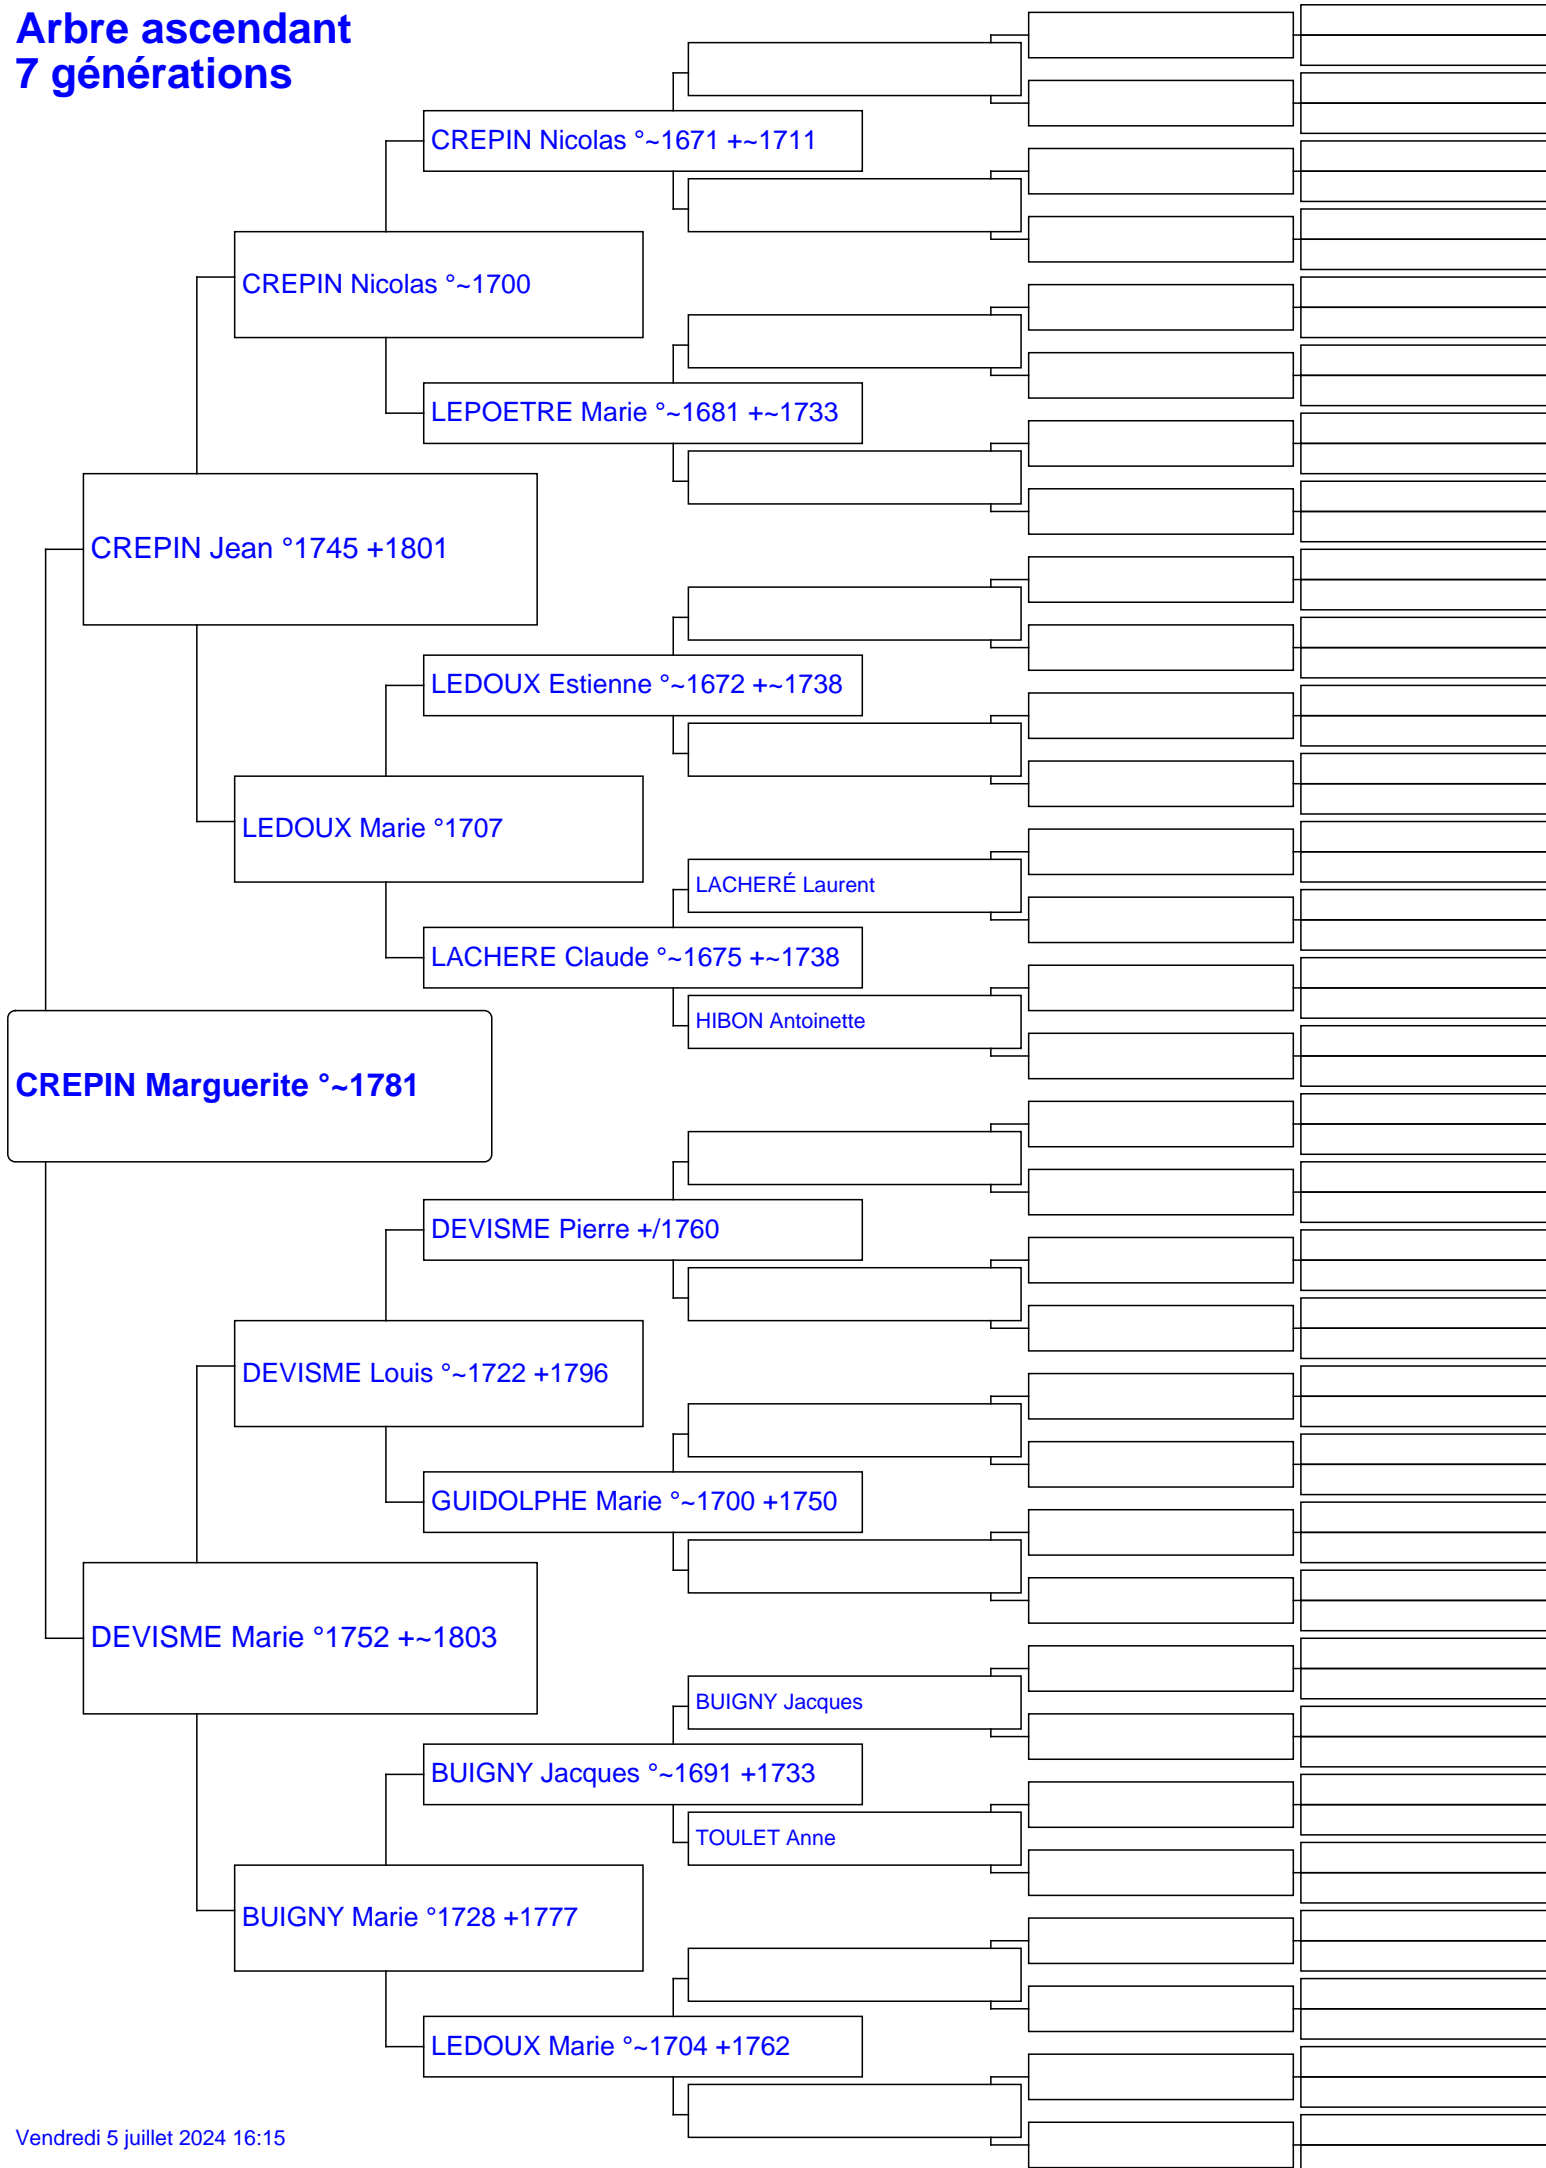 Arbre ascendant
7 générations
CREPIN Nicolas °~1671 +~1711
CREPIN Nicolas °~1700
LEPOETRE Marie °~1681 +~1733
CREPIN Jean °1745 +1801
LEDOUX Estienne °~1672 +~1738
LEDOUX Marie °1707
LACHERÉ Laurent
LACHERE Claude °~1675 +~1738
HIBON Antoinette
CREPIN Marguerite °~1781
DEVISME Pierre +/1760
DEVISME Louis °~1722 +1796
GUIDOLPHE Marie °~1700 +1750
DEVISME Marie °1752 +~1803
BUIGNY Jacques
BUIGNY Jacques °~1691 +1733
TOULET Anne
BUIGNY Marie °1728 +1777
LEDOUX Marie °~1704 +1762
Vendredi 5 juillet 2024 16:15